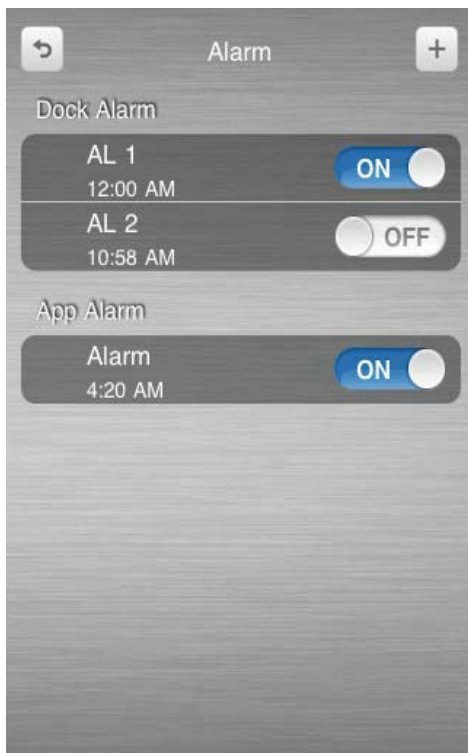 Alarm
Dock Alarm
AL 1
ON
12:00 AM
AL 2
OFF
10:58 AM
App Alarm
Alarm
ON
4:20 AM